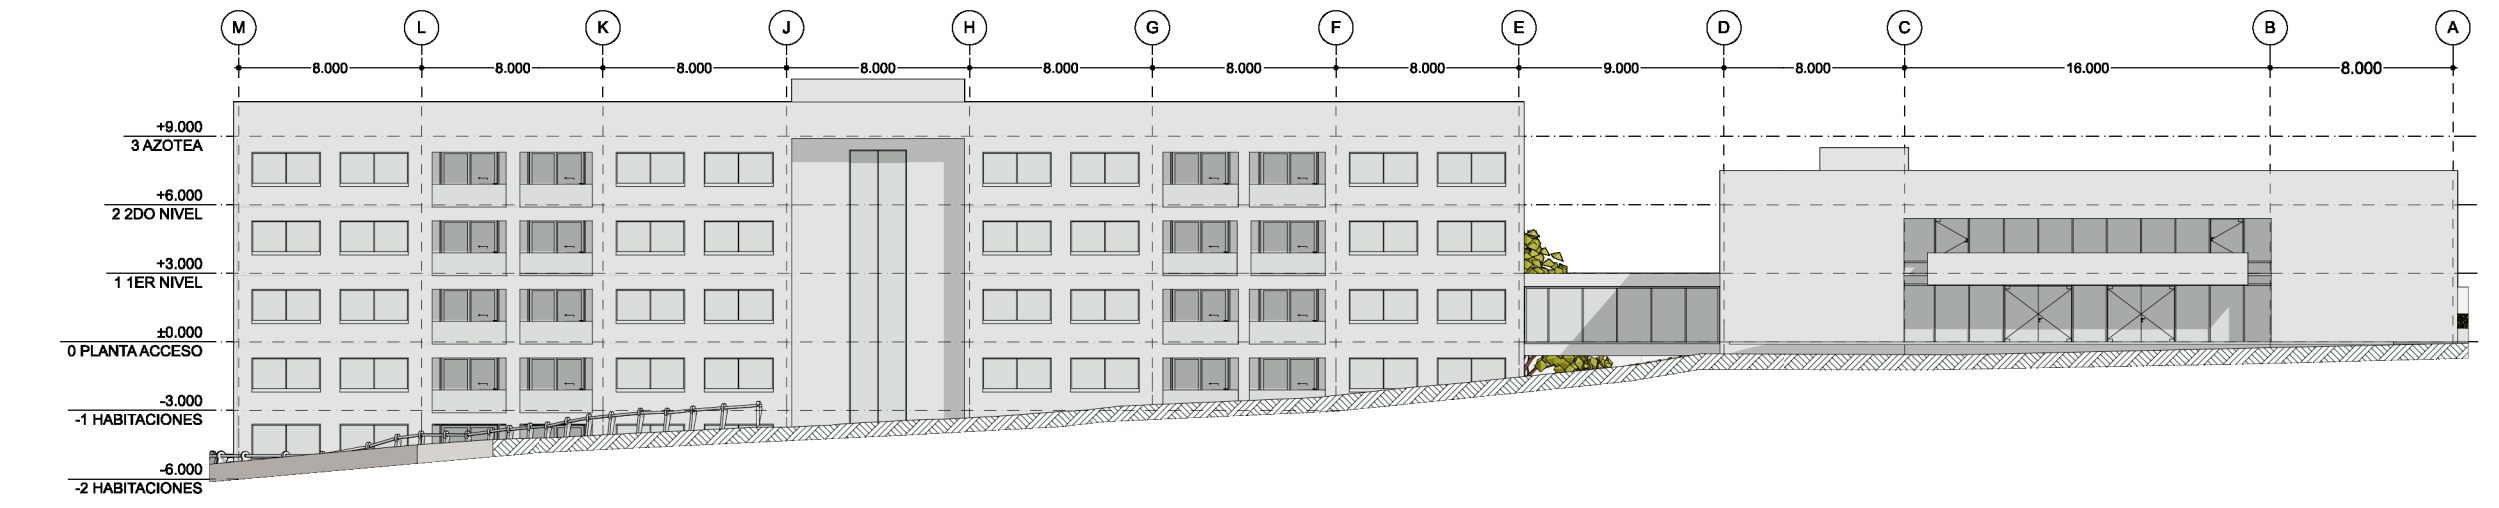 M L K J H G F E D C B A
8.000 8.000 8.000 8.000 8.000 8.000 8.000 9.000 8.000 16.000 8.000
+9.000
3 AZOTEA
+6.000
2 2DO NIVEL
+3.000
1 1ER NIVEL
±0.000
0 PLANTA ACCESO
-3.000
-1 HABITACIONES
-6.000
-2 HABITACIONES